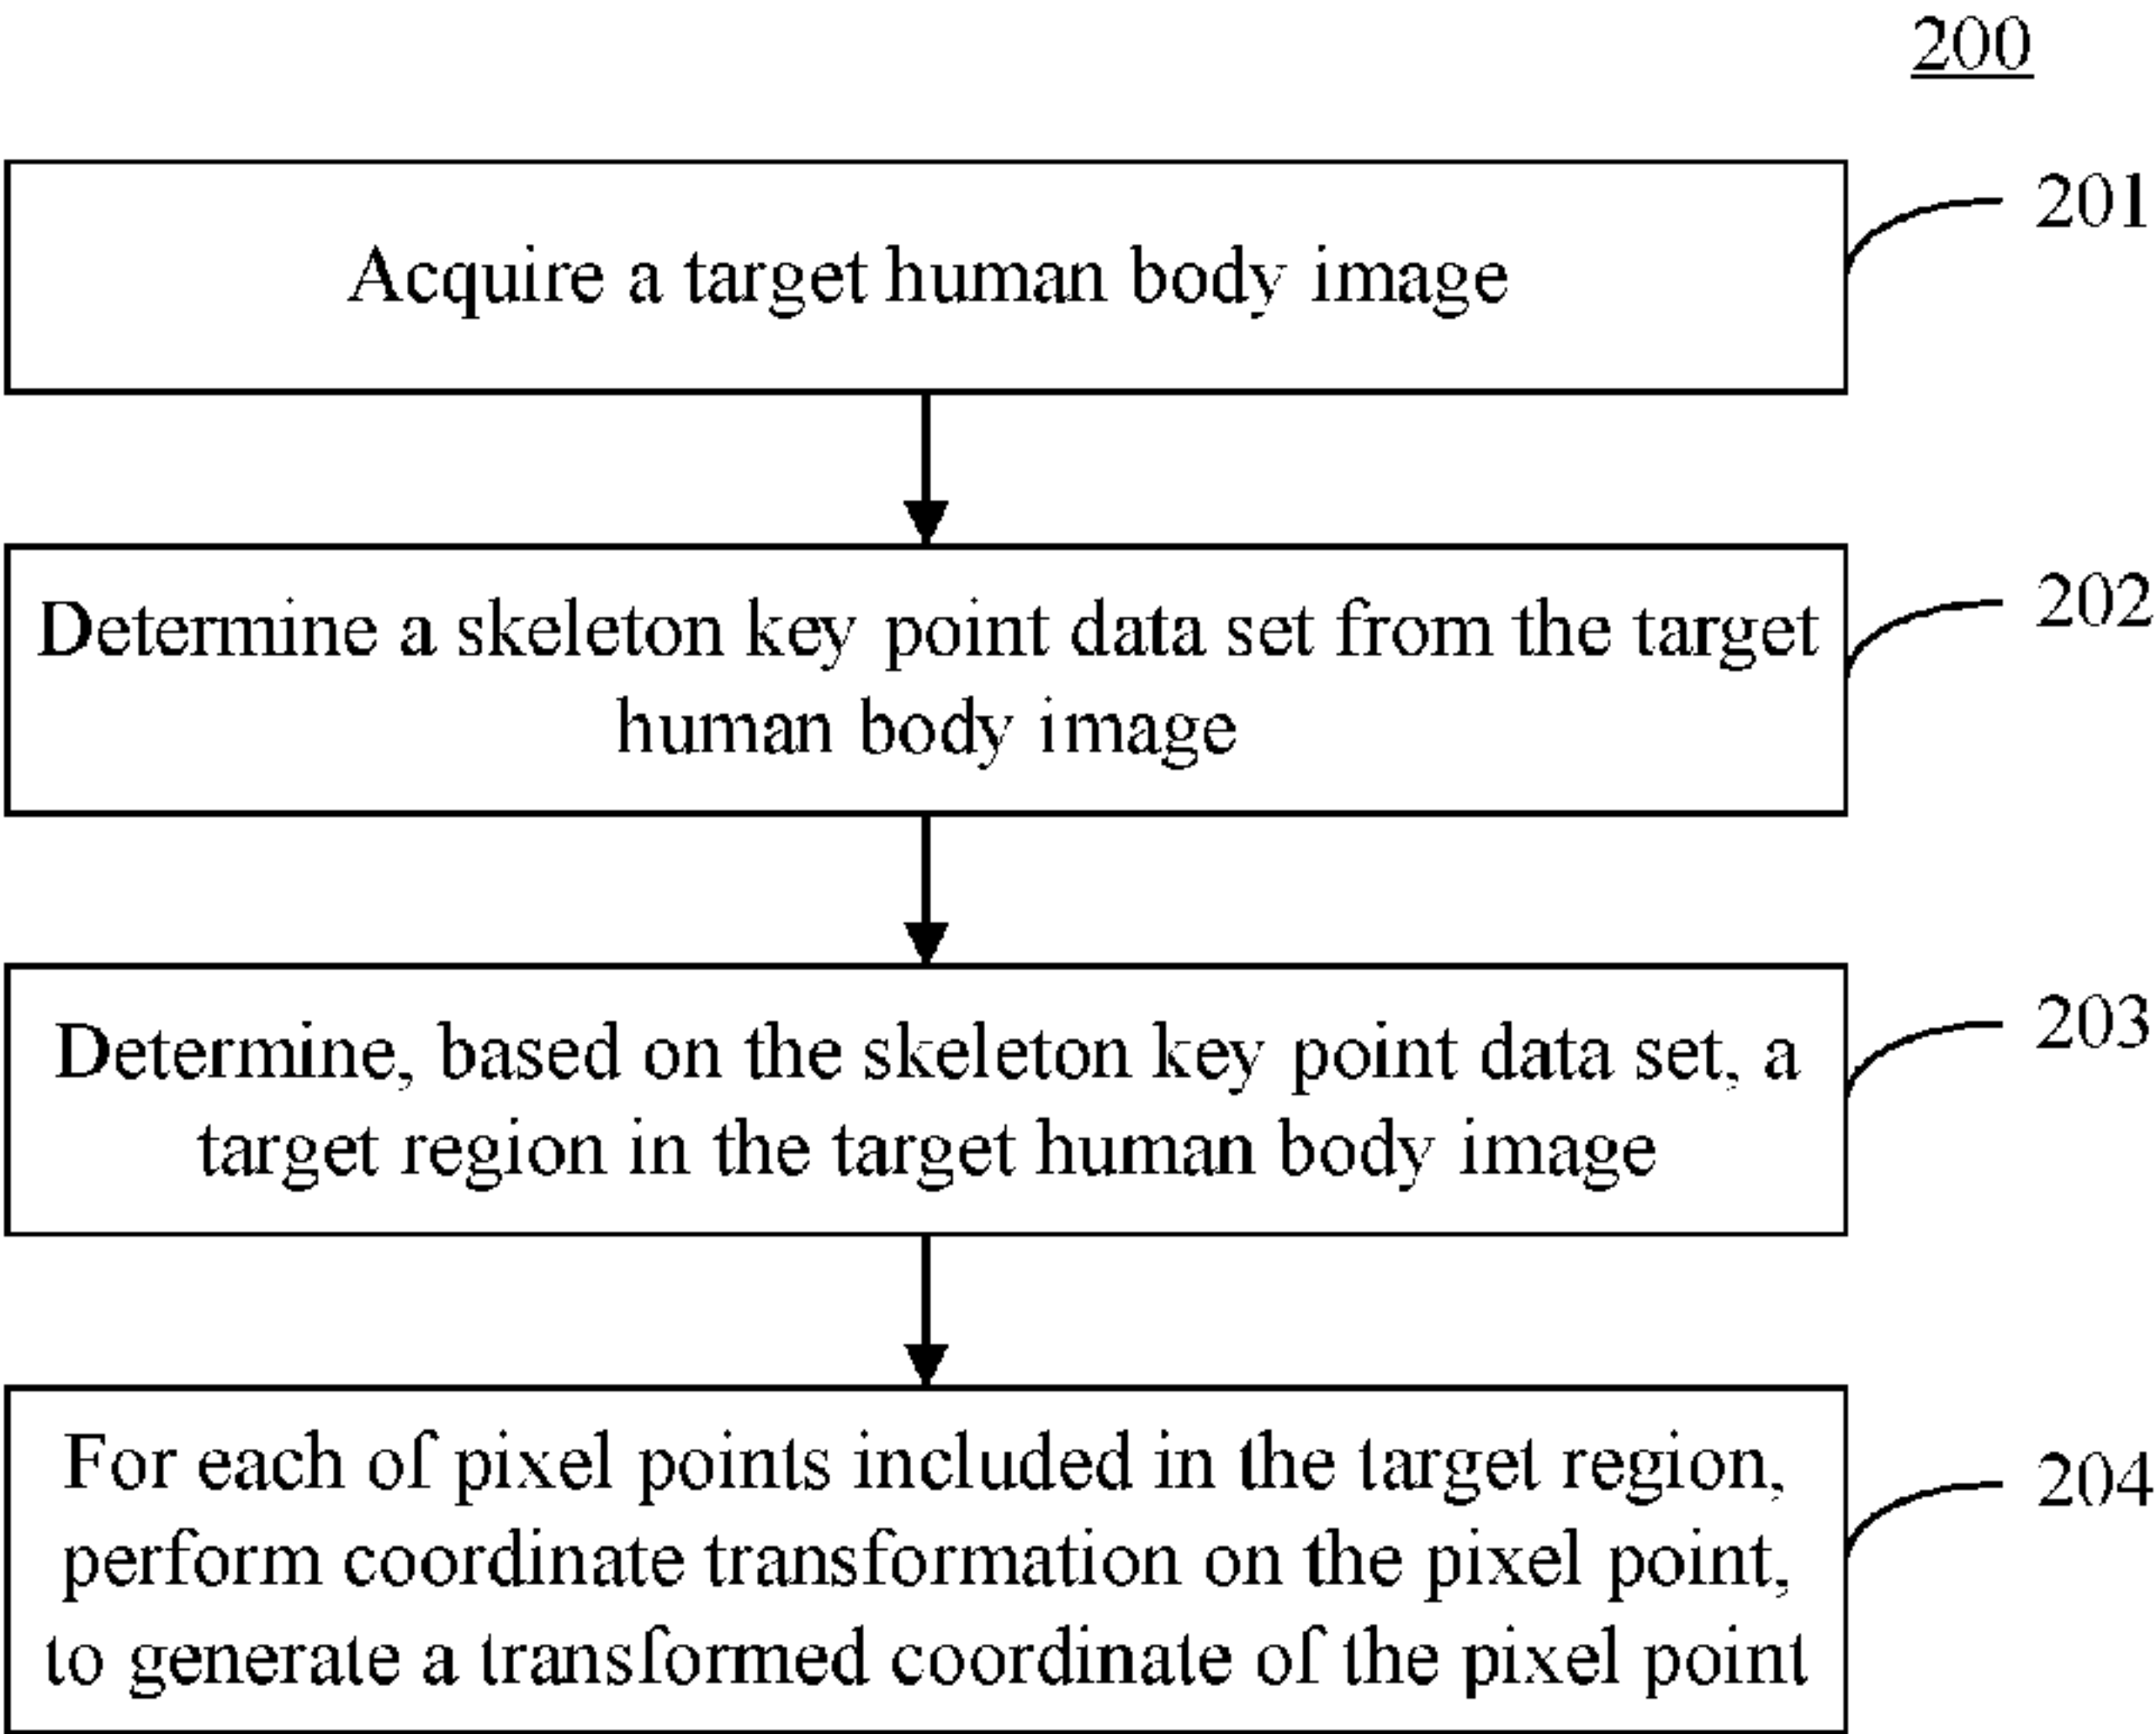 200
Acquire a target human body image
201
Determine a skeleton key point data set from the target
human body image
202
Determine, based on the skeleton key point data set, a
target region in the target human body image
203
For each of pixel points included in the target region,
perform coordinate transformation on the pixel point,
to generate a transformed coordinate of the pixel point
204